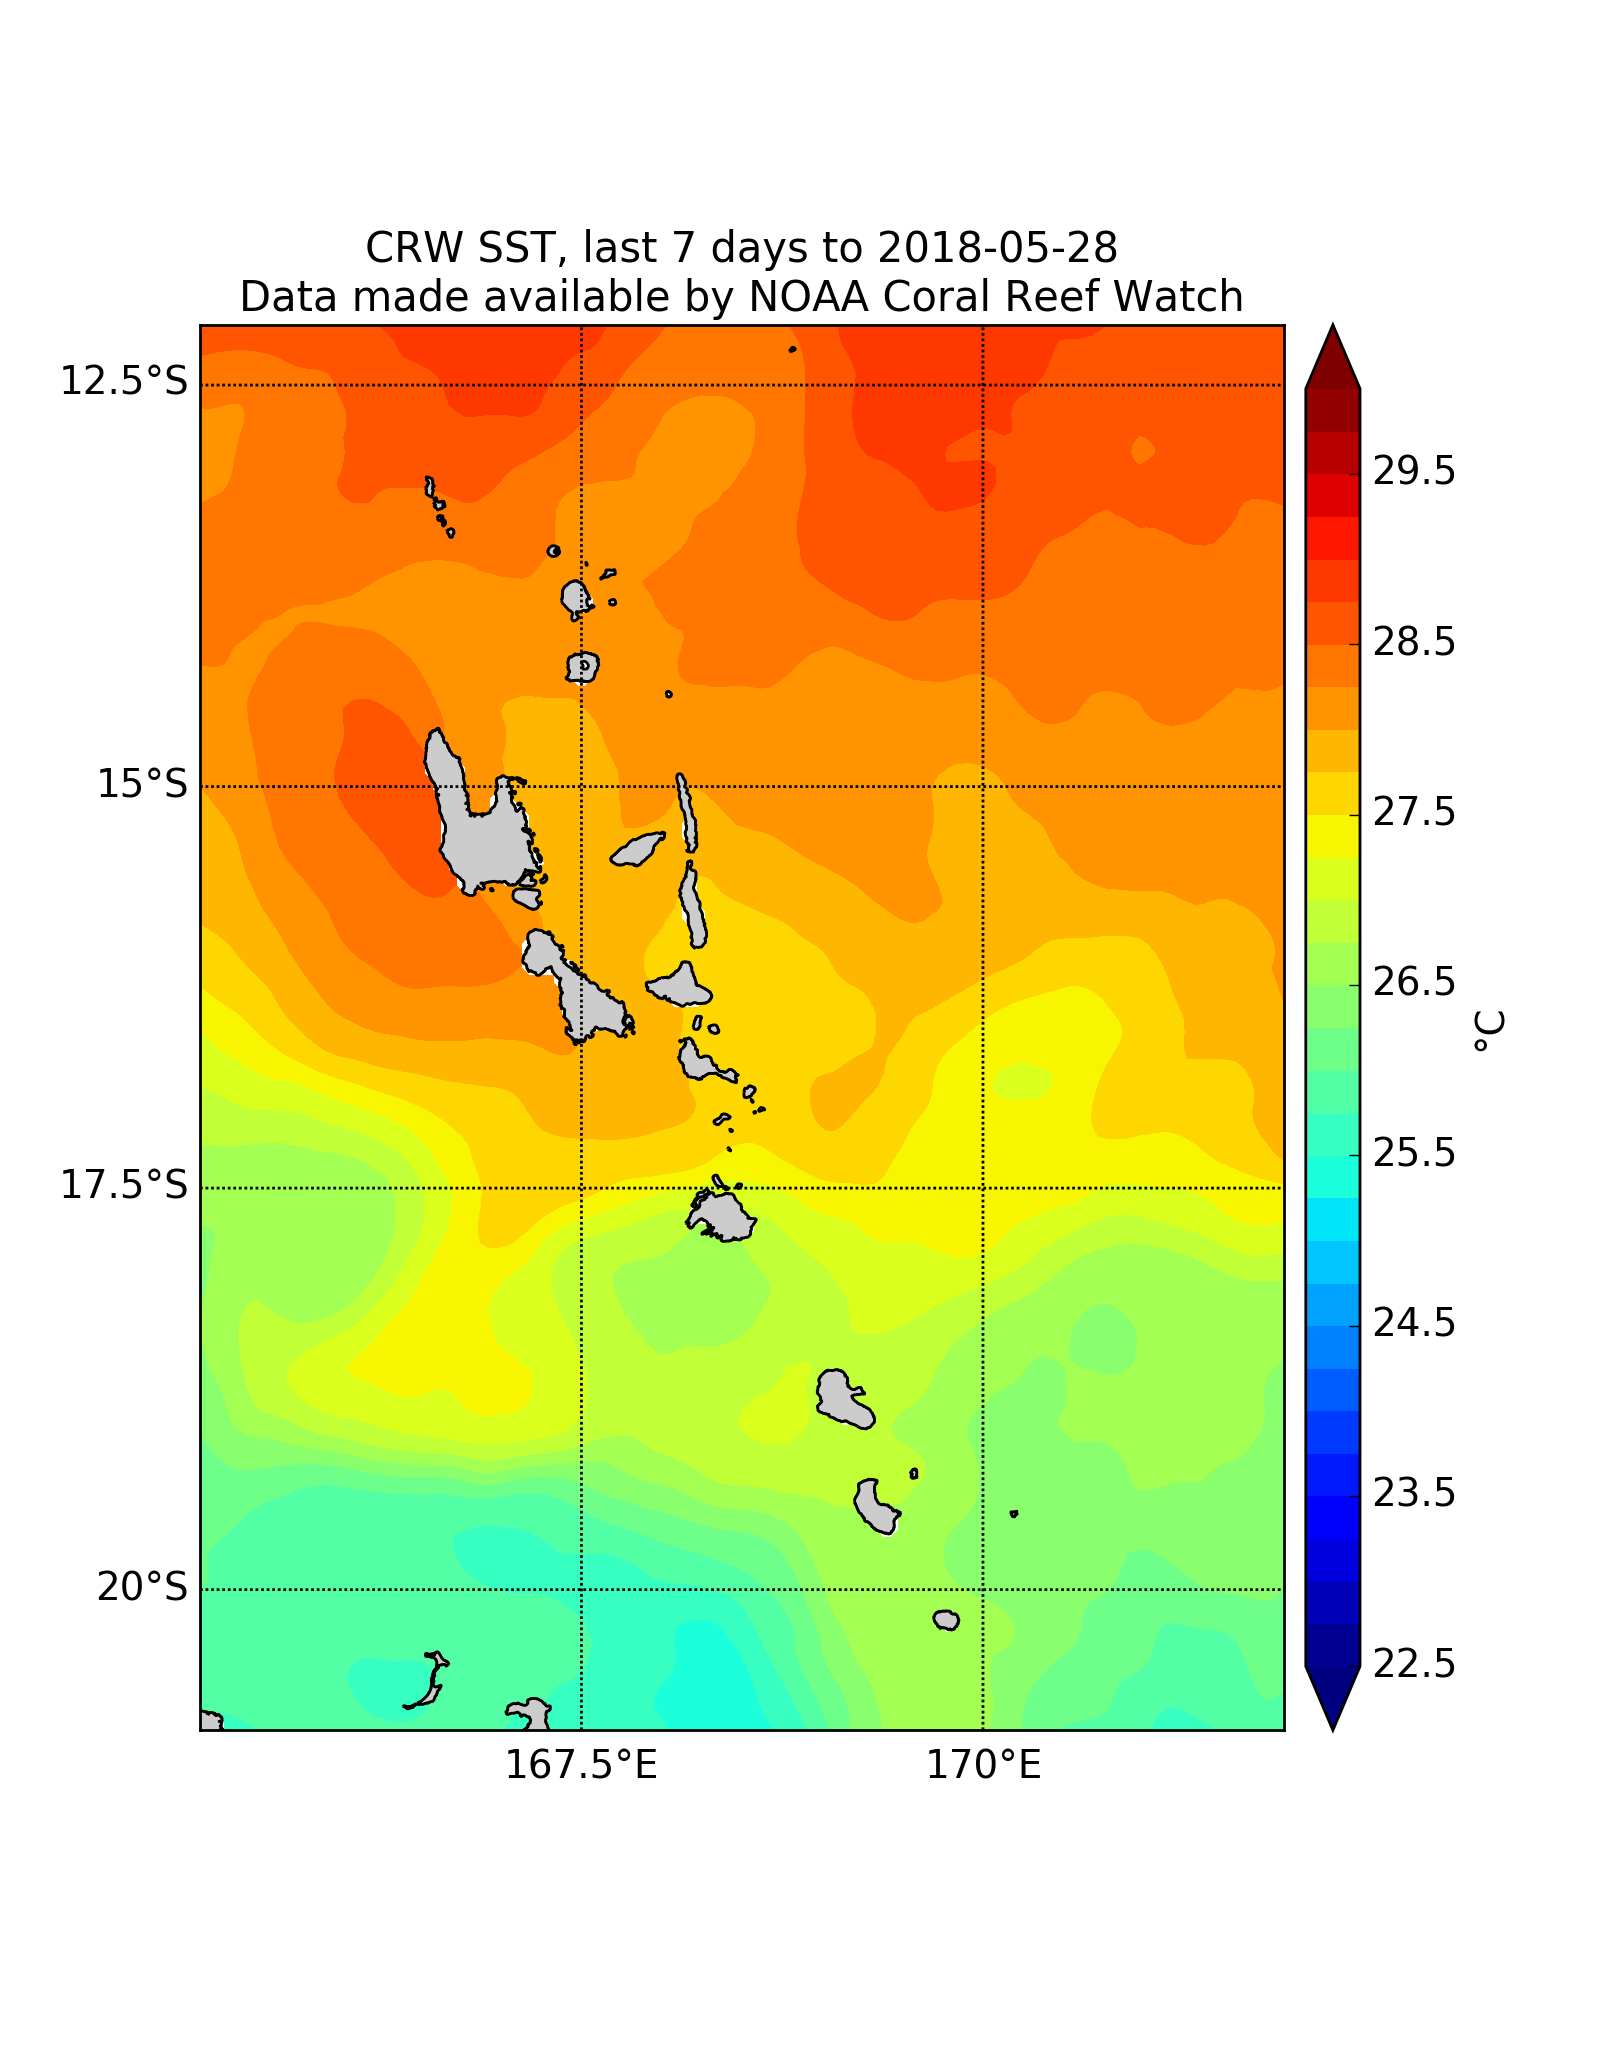 CRW SST, last 7 days to 2018-05-28
Data made available by NOAA Coral Reef Watch
12.5°S
15°S
17.5°S
20°S
167.5°E
170°E
29.5
28.5
27.5
26.5
25.5
24.5
23.5
22.5
°C